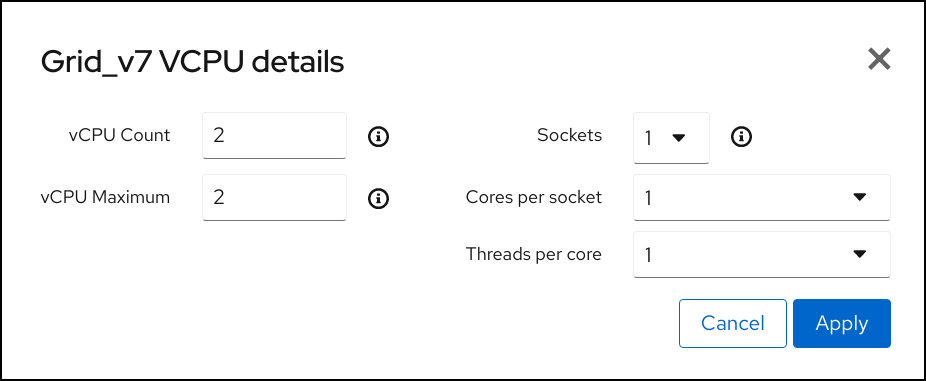 Grid_v7 VCPU details
vCPU Count 2 Sockets 1
vCPU Maximum 2 Cores per socket 1
Threads per core 1
Cancel Apply